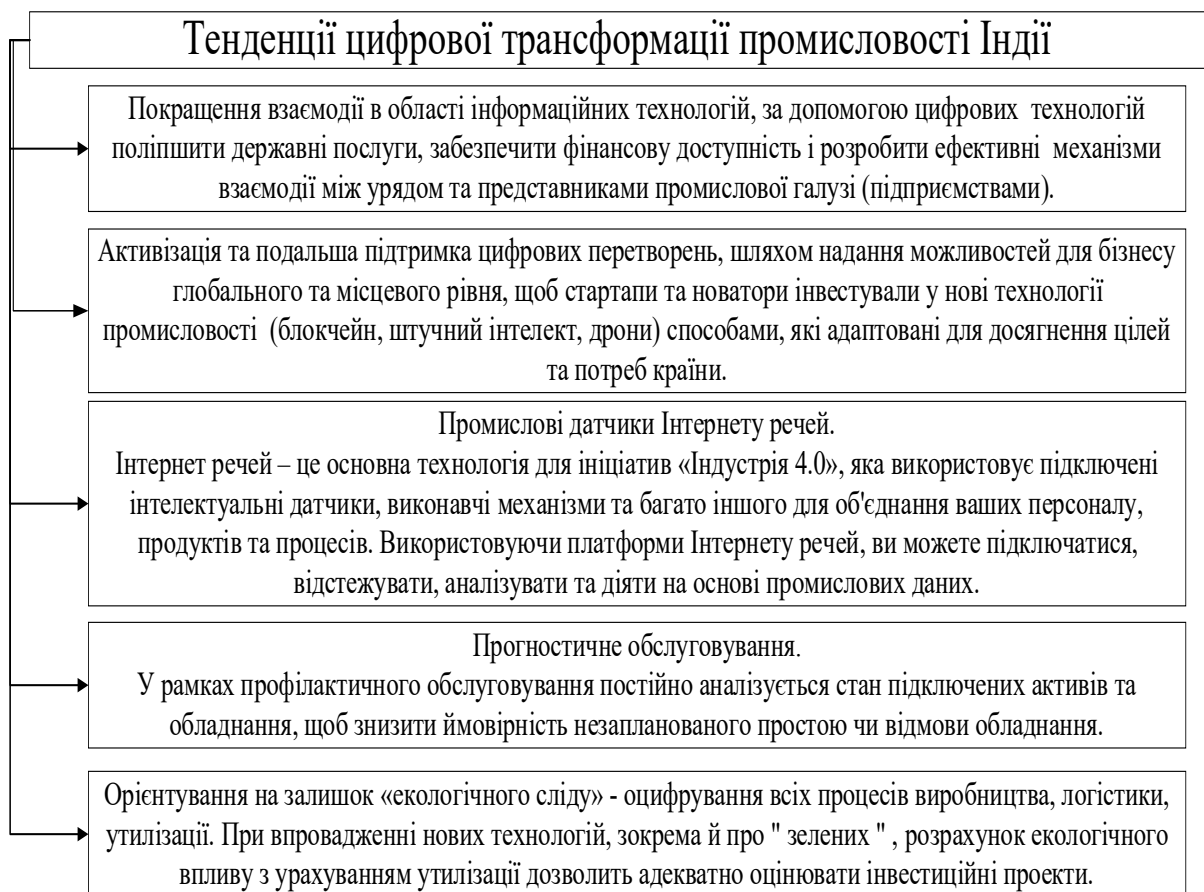 Тенденції цифрової трансформації промисловості Індії
Покращення взаємодії в області інформаційних технологій, за допомогою цифрових технологій
поліпшити державні послуги, забезпечити фінансову доступність і розробити ефективні механізми
взаємодії між урядом та представниками промислової галузі (підприємствами).
Активізація та подальша підтримка цифрових перетворень, шляхом надання можливостей для бізнесу
глобального та місцевого рівня, щоб стартапи та новатори інвестували у нові технології
промисловості (блокчейн, штучний інтелект, дрони) способами, які адаптовані для досягнення цілей
та потреб країни.
Промислові датчики Інтернету речей.
Інтернет речей – це основна технологія для ініціатив «Індустрія 4.0», яка використовує підключені
інтелектуальні датчики, виконавчі механізми та багато іншого для об'єднання ваших персоналу,
продуктів та процесів. Використовуючи платформи Інтернету речей, ви можете підключатися,
відстежувати, аналізувати та діяти на основі промислових даних.
Прогностичне обслуговування.
У рамках профілактичного обслуговування постійно аналізується стан підключених активів та
обладнання, щоб знизити ймовірність незапланованого простою чи відмови обладнання.
Орієнтування на залишок «екологічного сліду» - оцифрування всіх процесів виробництва, логістики,
утилізації. При впровадженні нових технологій, зокрема й про " зелених " , розрахунок екологічного
впливу з урахуванням утилізації дозволить адекватно оцінювати інвестиційні проекти.